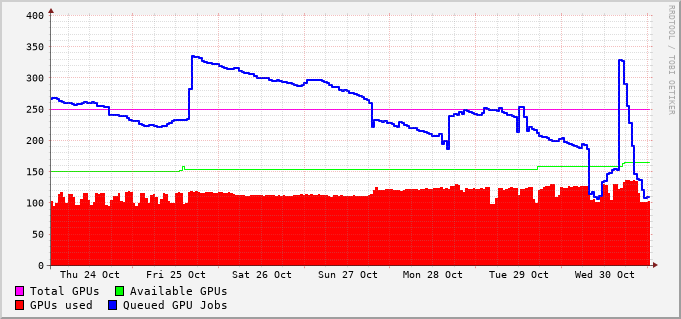 400
350
300
250
200
150
100
50
0
Thu 24 Oct Fri 25 Oct Sat 26 Oct Sun 27 Oct Mon 28 Oct Tue 29 Oct Wed 30 Oct
Total GPUs Available GPUs
GPUs used Queued GPU Jobs
RRDTOOL / TOBI OETIKER